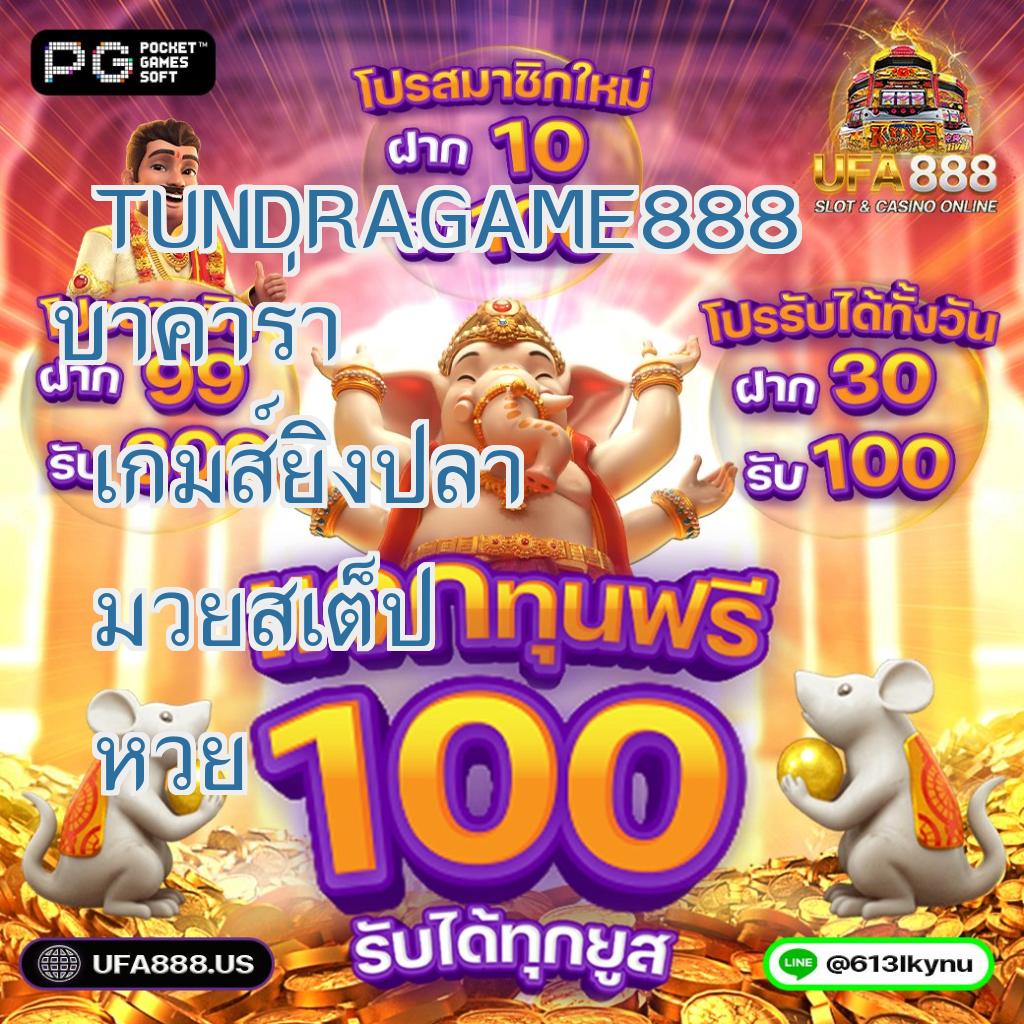 PG POCKET GAMES SOFT™
โปรสมาชิกใหม่
ฝาก 10
UFA888
SLOT & CASINO ONLINE
TUNDRAGAME888
บาคารา
ฝาก 99
โปรรับได้ทั้งวัน
ฝาก 30
รับ 100
เกมส์ยิงปลา
มวยสเต็ป
ทุนฟรี
หวย
100
รับได้ทุกยูส
UFA888.US
LINE @613lkynu